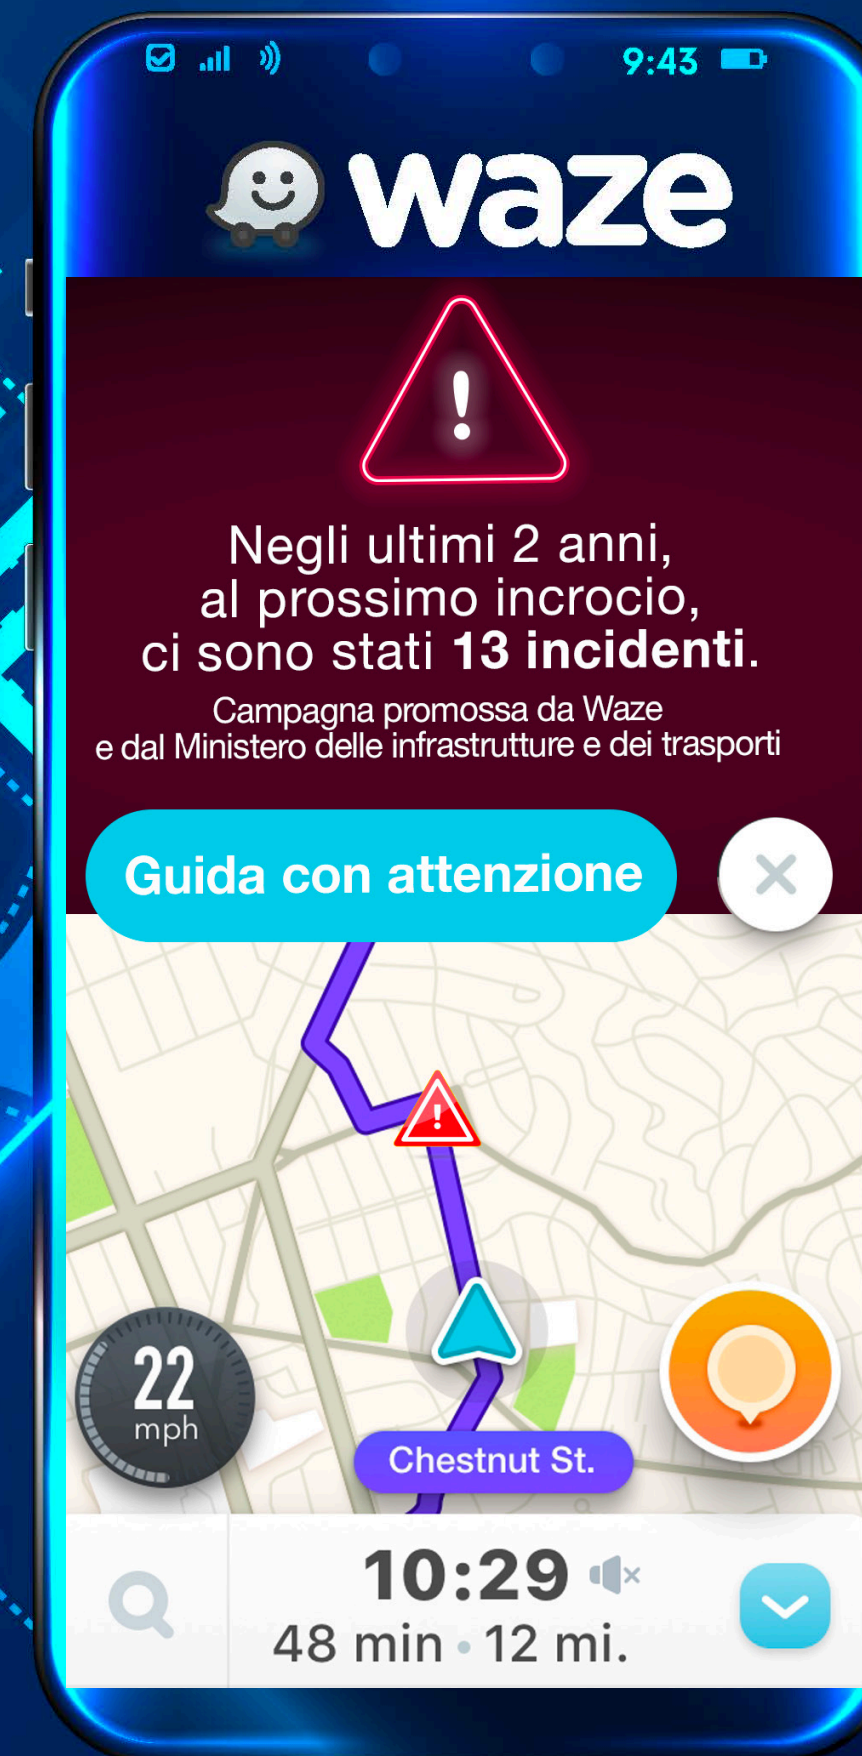 9:43
waze
!
Negli ultimi 2 anni,
al prossimo incrocio,
ci sono stati 13 incidenti.
Campagna promossa da Waze
e dal Ministero delle infrastrutture e dei trasporti
Guida con attenzione
!
22
mph
Chestnut St.
10:29
48 min • 12 mi.